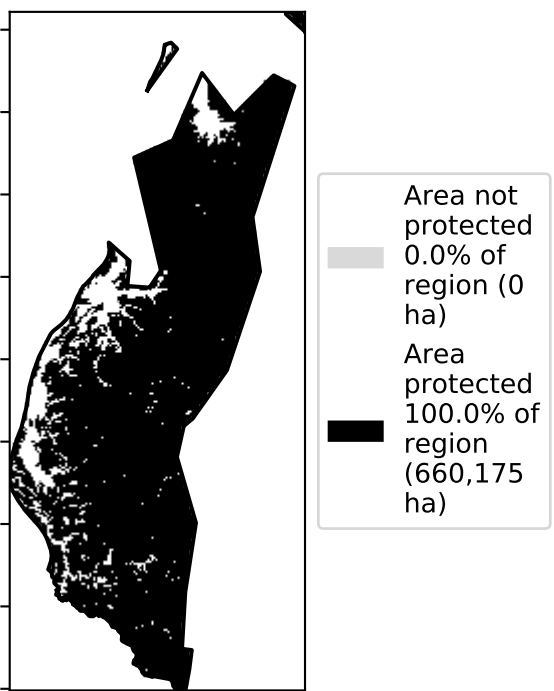 Area not
protected
0.0% of
region (0
ha)
Area
protected
100.0% of
region
(660,175
ha)